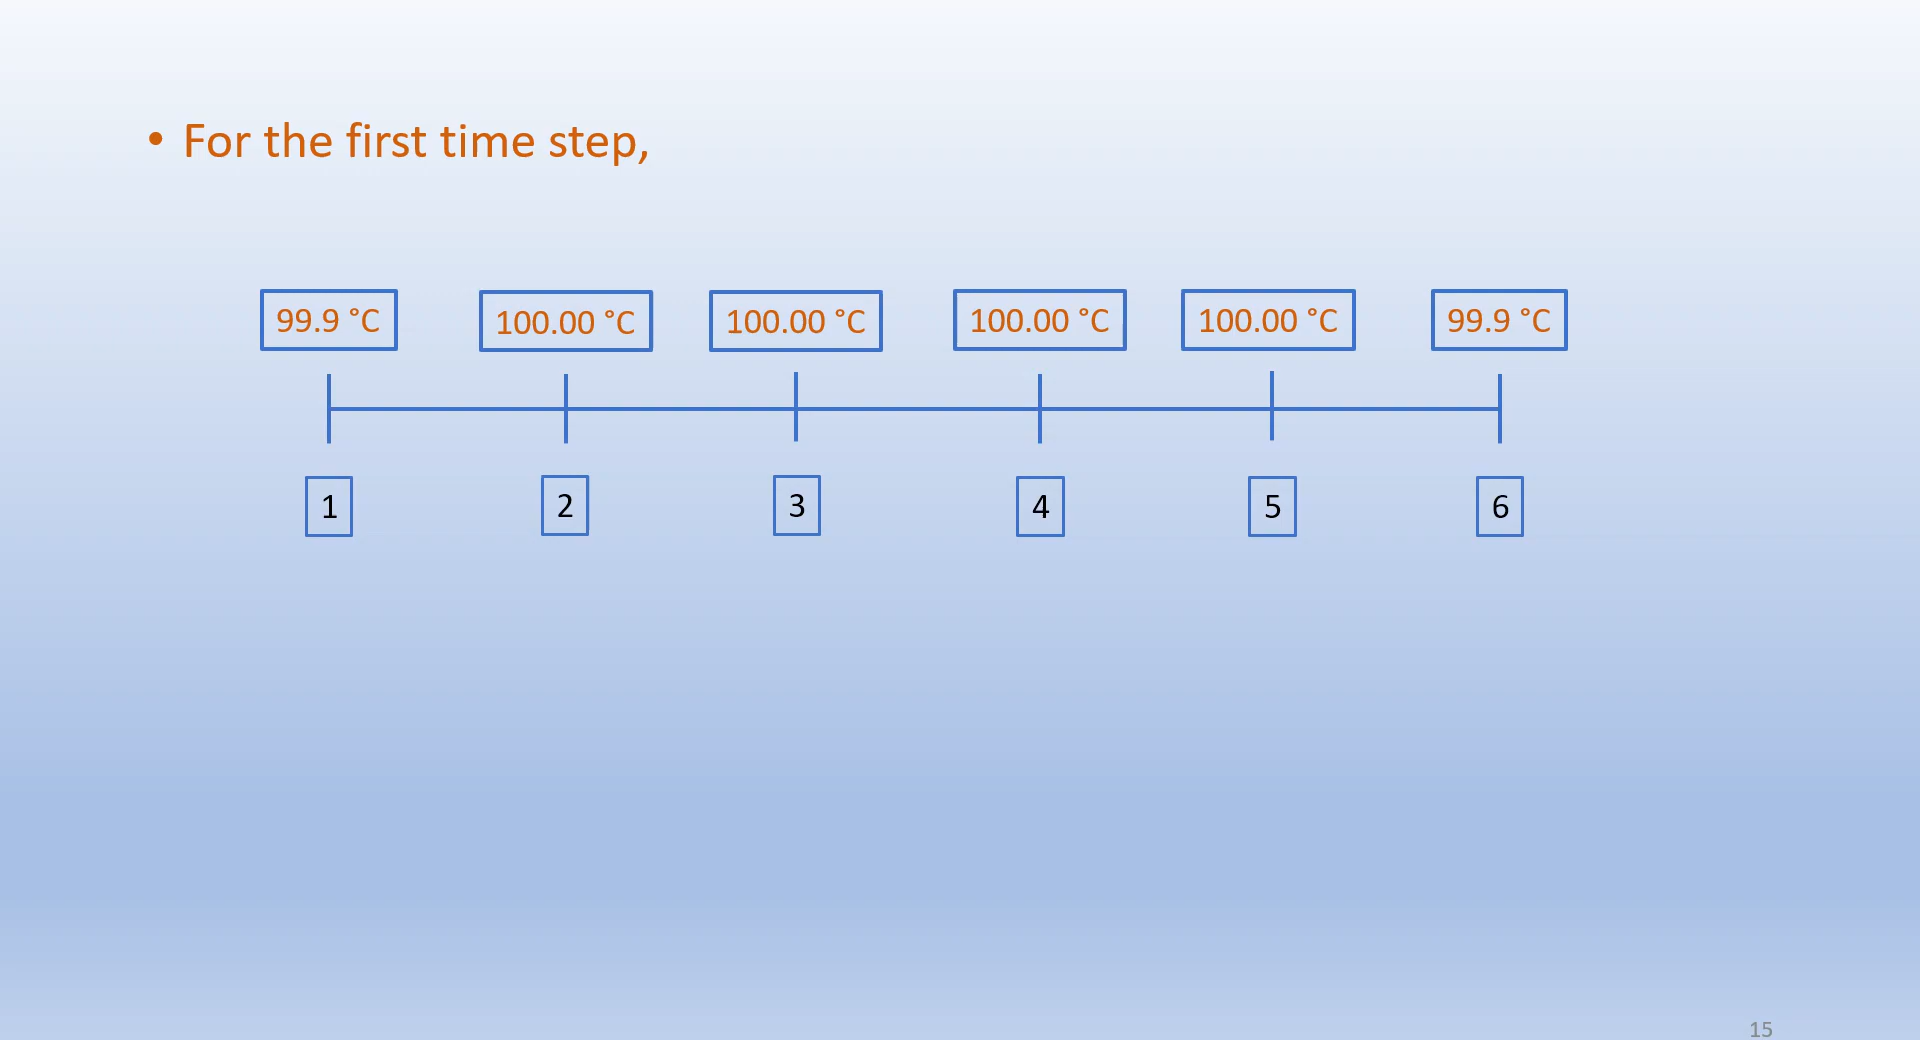 • For the first time step,
99.9 °C 100.00 °C 100.00 °C 100.00 °C 100.00 °C 99.9 °C
1 2 3 4 5 6
15